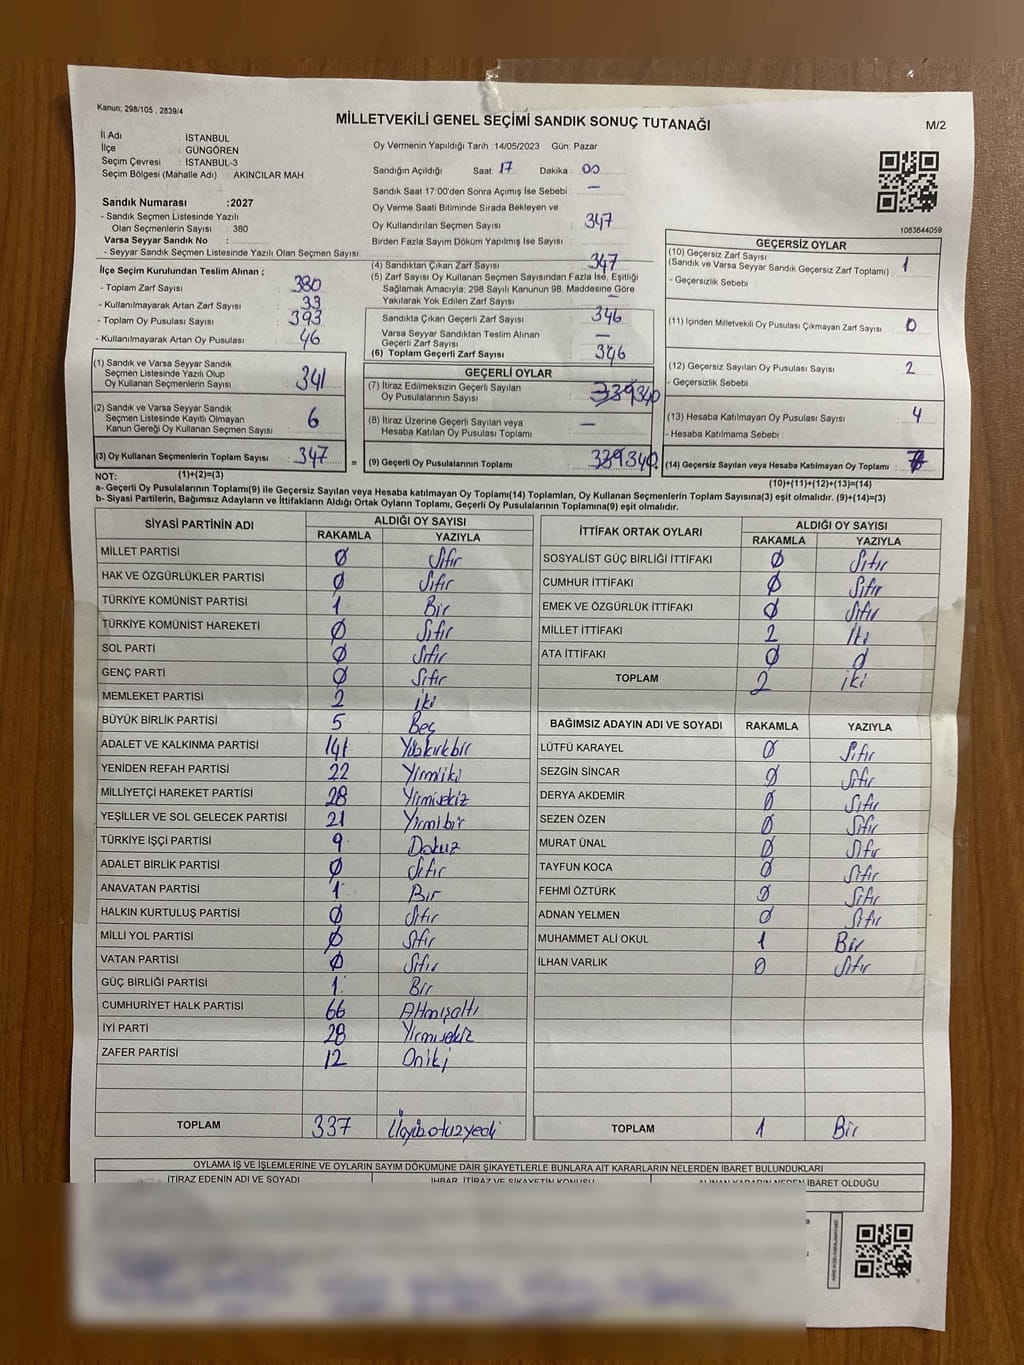 Kanun; 298/105 , 2839/4
MİLLETVEKİLİ GENEL SEÇİMİ SANDIK SONUÇ TUTANAĞI
M/2
İl Adı : İSTANBUL
İlçe : GÜNGÖREN
Seçim Çevresi : İSTANBUL-3
Seçim Bölgesi (Mahalle Adı) : AKINCILAR MAH.
Sandık Numarası :2027
- Sandık Seçmen Listesinde Yazılı
Olan Seçmenlerin Sayısı : 380
Varsa Seyyar Sandık No :
- Seyyar Sandık Seçmen Listesinde Yazılı Olan Seçmen Sayısı:
İlçe Seçim Kurulundan Teslim Alınan ;
- Toplam Zarf Sayısı : 380
- Kullanılmayarak Artan Zarf Sayısı : 33
- Toplam Oy Pusulası Sayısı : 393
- Kullanılmayarak Artan Oy Pusulası : 46
(1) Sandık ve Varsa Seyyar Sandık
Seçmen Listesinde Yazılı Olup
Oy Kullanan Seçmenlerin Sayısı : 341
(2) Sandık ve Varsa Seyyar Sandık
Seçmen Listesinde Kayıtlı Olmayan
Kanun Gereği Oy Kullanan Seçmen Sayısı : 6
(3) Oy Kullanan Seçmenlerin Toplam Sayısı : 347
Oy Vermenin Yapıldığı Tarih :14/05/2023 Gün: Pazar
Sandığın Açıldığı Saat : 17 Dakika : 00
Sandık Saat 17:00'den Sonra Açımış İse Sebebi : —
Oy Verme Saati Bitiminde Sırada Bekleyen ve
Oy Kullandırılan Seçmen Sayısı : 347
Birden Fazla Sayım Döküm Yapılmış İse Sayısı :
(4) Sandıktan Çıkan Zarf Sayısı : 347
(5) Zarf Sayısı Oy Kullanan Seçmen Sayısından Fazla İse, Eşitliği
Sağlamak Amacıyla, 298 Sayılı Kanunun 98. Maddesine Göre
Yakılarak Yok Edilen Zarf Sayısı : —
Sandıkta Çıkan Geçerli Zarf Sayısı : 346
Varsa Seyyar Sandıktan Teslim Alınan
Geçerli Zarf Sayısı : —
(6) Toplam Geçerli Zarf Sayısı : 346
GEÇERLİ OYLAR
(7) İtiraz Edilmeksizin Geçerli Sayılan
Oy Pusulalarının Sayısı : 339 340
(8) İtiraz Üzerine Geçerli Sayılan veya
Hesaba Katılan Oy Pusulası Toplamı : —
= (9) Geçerli Oy Pusulalarının Toplamı : 339 340
1083644059
GEÇERSİZ OYLAR
(10) Geçersiz Zarf Sayısı
(Sandık ve Varsa Seyyar Sandık Geçersiz Zarf Toplamı) : 1
- Geçersizlik Sebebi :
(11) İçinden Milletvekili Oy Pusulası Çıkmayan Zarf Sayısı : 0
(12) Geçersiz Sayılan Oy Pusulası Sayısı : 2
- Geçersizlik Sebebi :
(13) Hesaba Katılmayan Oy Pusulası Sayısı : 4
- Hesaba Katılmama Sebebi :
(14) Geçersiz Sayılan veya Hesaba Katılmayan Oy Toplamı :
(10)+(11)+(12)+(13)=(14)
NOT: (1)+(2)=(3)
a- Geçerli Oy Pusulalarının Toplamı(9) ile Geçersiz Sayılan veya Hesaba katılmayan Oy Toplamı(14) Toplamları, Oy Kullanan Seçmenlerin Toplam Sayısına(3) eşit olmalıdır. (9)+(14)=(3)
b- Siyasi Partilerin, Bağımsız Adayların ve İttifakların Aldığı Ortak Oyların Toplamı, Geçerli Oy Pusulalarının Toplamına(9) eşit olmalıdır.
SİYASİ PARTİNİN ADI ALDIĞI OY SAYISI
RAKAMLA YAZIYLA
MİLLET PARTİSİ 0 Sıfır
HAK VE ÖZGÜRLÜKLER PARTİSİ 0 Sıfır
TÜRKİYE KOMÜNİST PARTİSİ 1 Bir
TÜRKİYE KOMÜNİST HAREKETİ 0 Sıfır
SOL PARTİ 0 Sıfır
GENÇ PARTİ 0 Sıfır
MEMLEKET PARTİSİ 2 iki
BÜYÜK BİRLİK PARTİSİ 5 Beş
ADALET VE KALKINMA PARTİSİ 141 Yüzkırkbir
YENİDEN REFAH PARTİSİ 22 Yirmiiki
MİLLİYETÇİ HAREKET PARTİSİ 28 Yirmisekiz
YEŞİLLER VE SOL GELECEK PARTİSİ 21 Yirmibir
TÜRKİYE İŞÇİ PARTİSİ 9 Dokuz
ADALET BİRLİK PARTİSİ 0 Sıfır
ANAVATAN PARTİSİ 1 Bir
HALKIN KURTULUŞ PARTİSİ 0 Sıfır
MİLLİ YOL PARTİSİ 0 Sıfır
VATAN PARTİSİ 0 Sıfır
GÜÇ BİRLİĞİ PARTİSİ 1 Bir
CUMHURİYET HALK PARTİSİ 66 Altmışaltı
İYİ PARTİ 28 Yirmisekiz
ZAFER PARTİSİ 12 Oniki
TOPLAM 337 Üçyüzotuzyedi
İTTİFAK ORTAK OYLARI ALDIĞI OY SAYISI
RAKAMLA YAZIYLA
SOSYALİST GÜÇ BİRLİĞİ İTTİFAKI 0 Sıfır
CUMHUR İTTİFAKI 0 Sıfır
EMEK VE ÖZGÜRLÜK İTTİFAKI 0 Sıfır
MİLLET İTTİFAKI 2 İki
ATA İTTİFAKI 0 0
TOPLAM 2 iki
BAĞIMSIZ ADAYIN ADI VE SOYADI RAKAMLA YAZIYLA
LÜTFÜ KARAYEL 0 Sıfır
SEZGİN SİNCAR 0 Sıfır
DERYA AKDEMİR 0 Sıfır
SEZEN ÖZEN 0 Sıfır
MURAT ÜNAL 0 Sıfır
TAYFUN KOCA 0 Sıfır
FEHMİ ÖZTÜRK 0 Sıfır
ADNAN YELMEN 0 Sıfır
MUHAMMET ALİ OKUL 1 Bir
İLHAN VARLIK 0 Sıfır
TOPLAM 1 Bir
OYLAMA İŞ VE İŞLEMLERİNE VE OYLARIN SAYIM DÖKÜMÜNE DAİR ŞİKAYETLERLE BUNLARA AİT KARARLARIN NELERDEN İBARET BULUNDUKLARI
İTİRAZ EDENİN ADI VE SOYADI İHBAR, İTİRAZ VE ŞİKAYETİN KONUSU ALINAN KARARIN NEDEN İBARET OLDUĞU